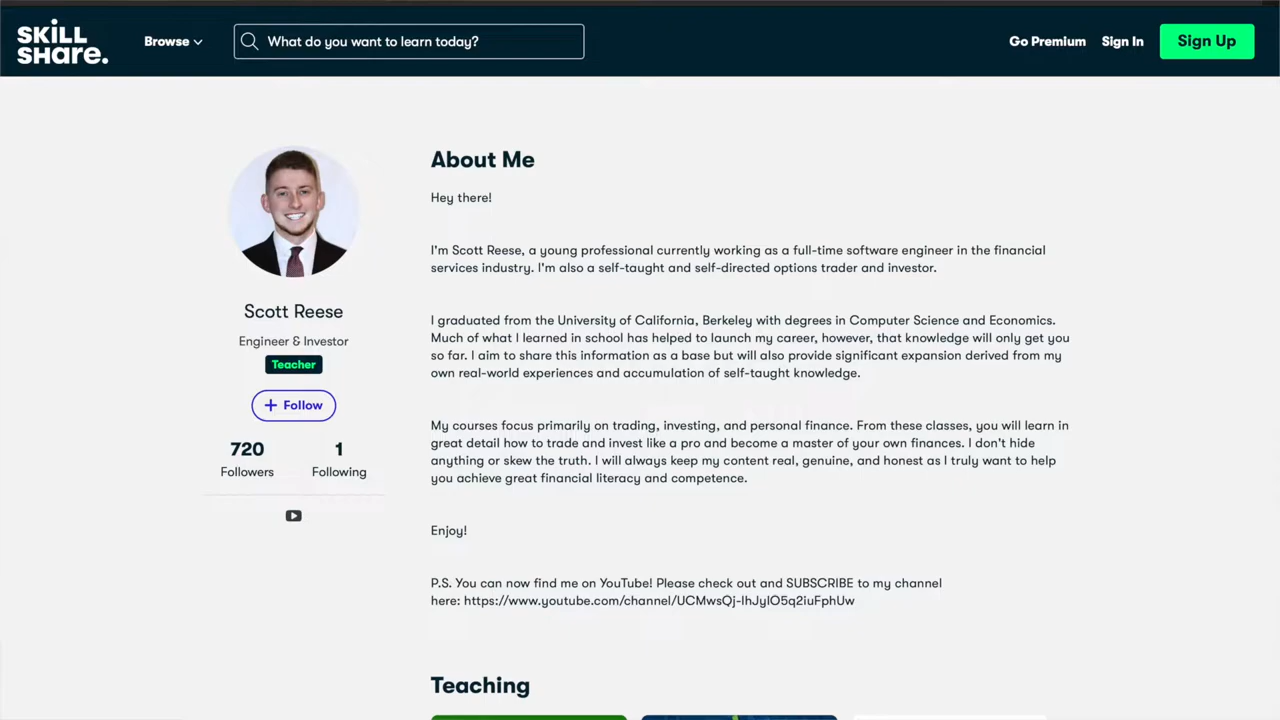 SKILL
SHare.
Browse
What do you want to learn today?
Go Premium
Sign In
Sign Up
Scott Reese
Engineer & Investor
Teacher
+ Follow
720
Followers
1
Following
About Me
Hey there!
I'm Scott Reese, a young professional currently working as a full-time software engineer in the financial
services industry. I'm also a self-taught and self-directed options trader and investor.
I graduated from the University of California, Berkeley with degrees in Computer Science and Economics.
Much of what I learned in school has helped to launch my career, however, that knowledge will only get you
so far. I aim to share this information as a base but will also provide significant expansion derived from my
own real-world experiences and accumulation of self-taught knowledge.
My courses focus primarily on trading, investing, and personal finance. From these classes, you will learn in
great detail how to trade and invest like a pro and become a master of your own finances. I don't hide
anything or skew the truth. I will always keep my content real, genuine, and honest as I truly want to help
you achieve great financial literacy and competence.
Enjoy!
P.S. You can now find me on YouTube! Please check out and SUBSCRIBE to my channel
here: https://www.youtube.com/channel/UCMwsQj-IhJyIO5q2iuFphUw
Teaching